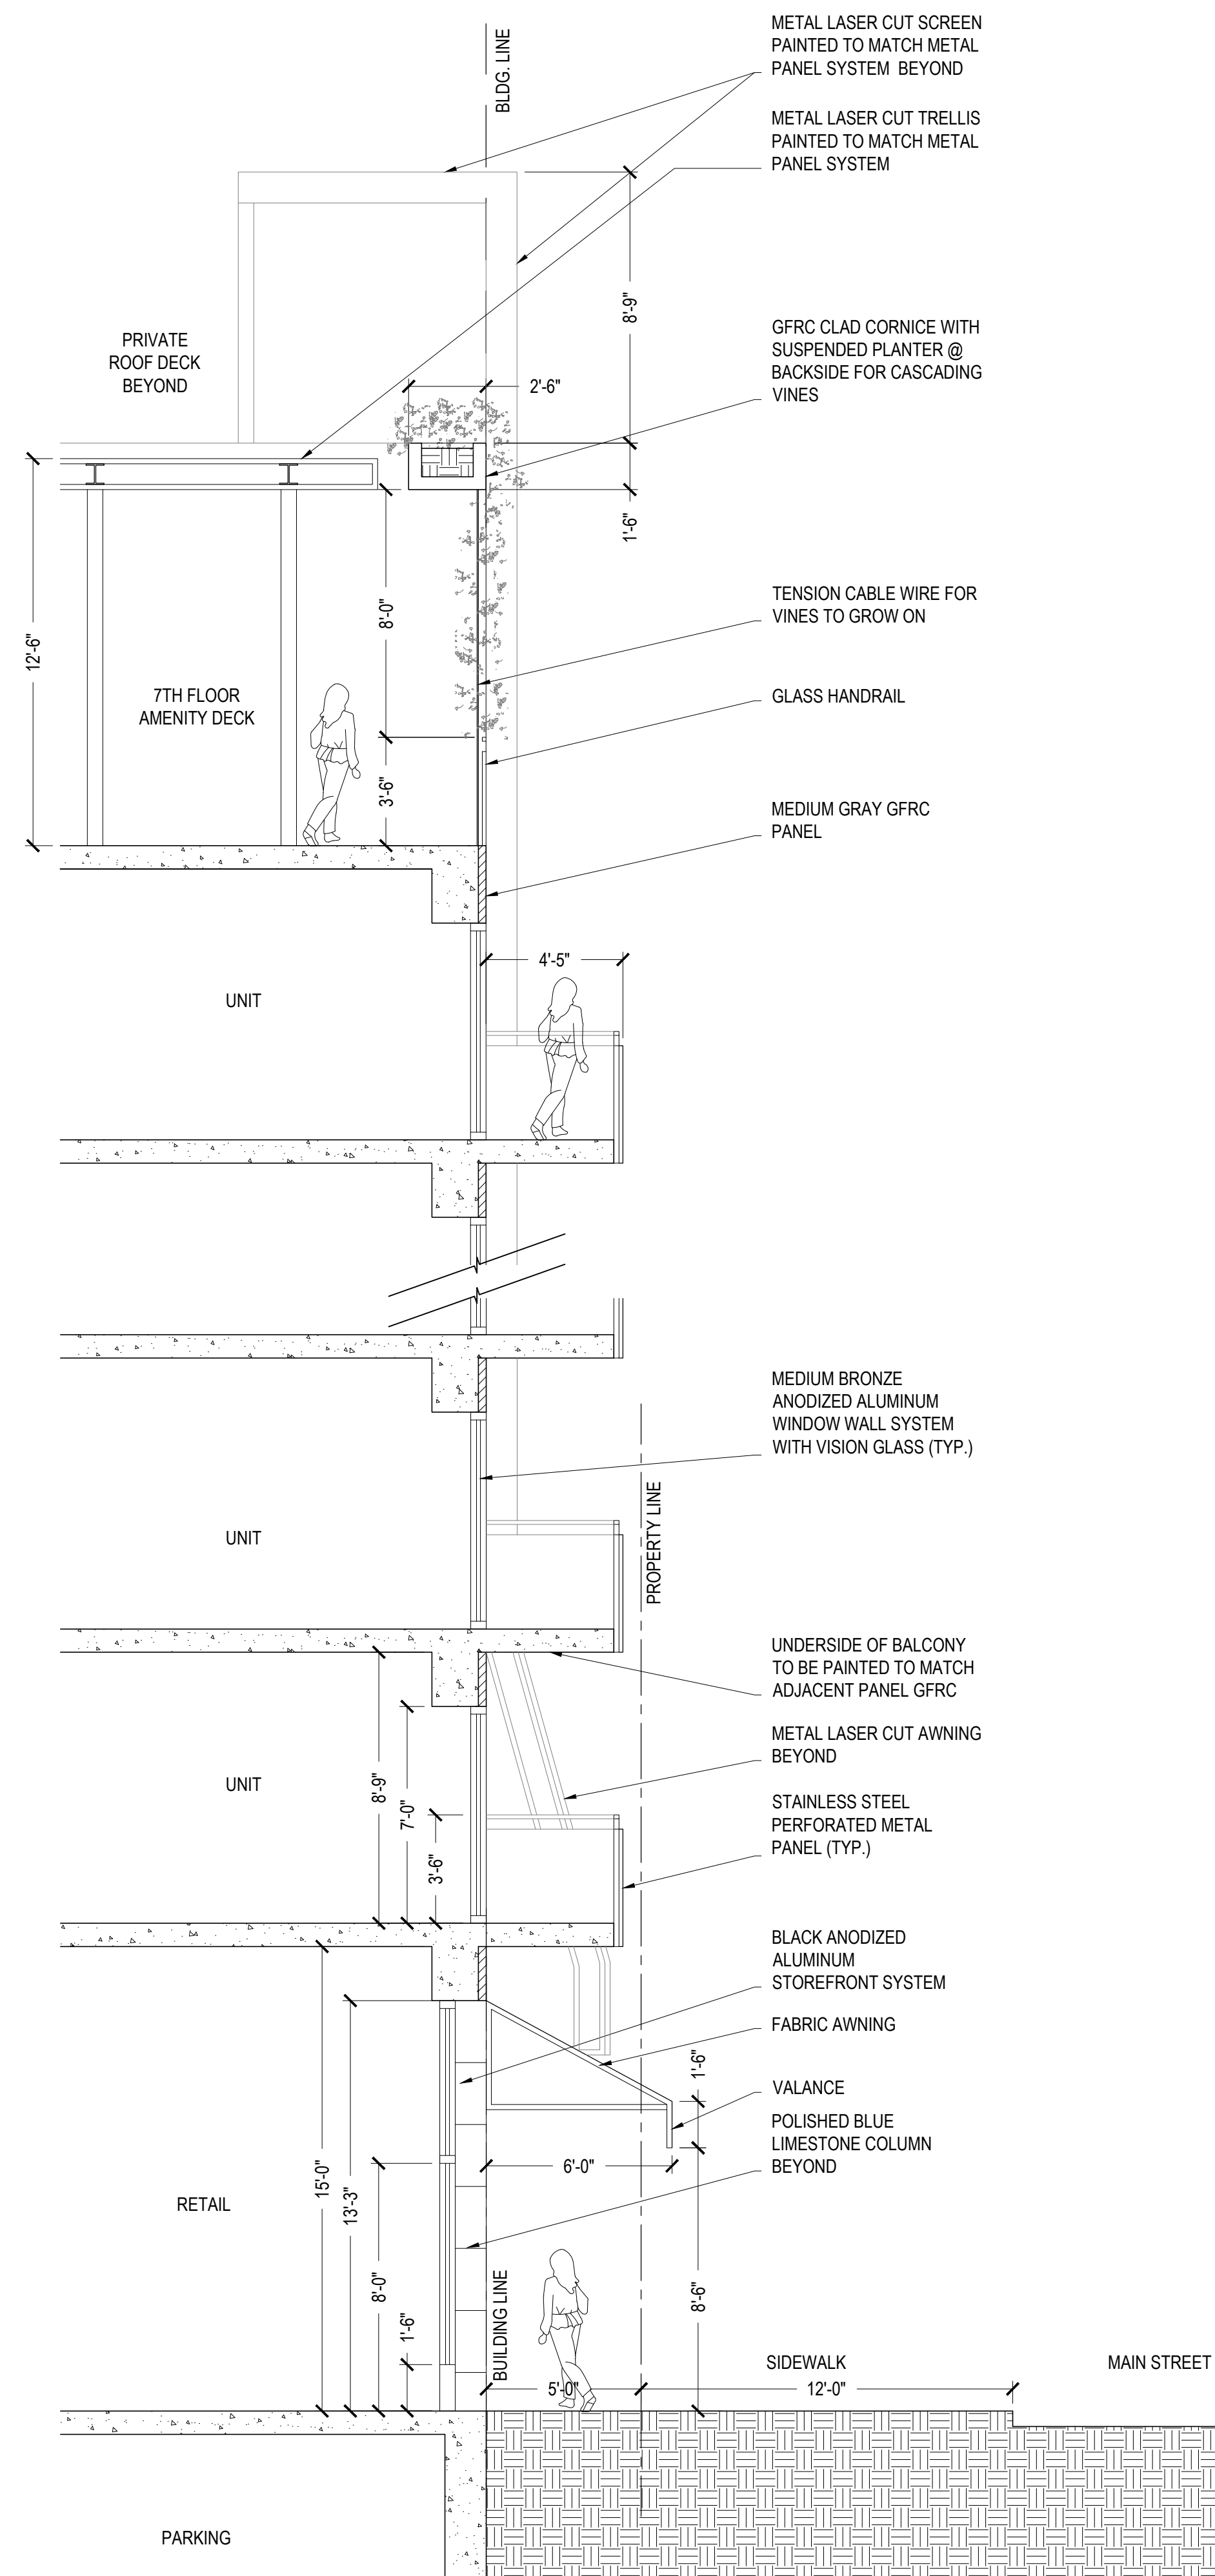 METAL LASER CUT SCREEN
PAINTED TO MATCH METAL
PANEL SYSTEM BEYOND
BLDG. LINE
METAL LASER CUT TRELLIS
PAINTED TO MATCH METAL
PANEL SYSTEM
8'-9"
GFRC CLAD CORNICE WITH
SUSPENDED PLANTER @
BACKSIDE FOR CASCADING
VINES
PRIVATE
ROOF DECK
BEYOND
2'-6"
1'-6"
TENSION CABLE WIRE FOR
VINES TO GROW ON
8'-0"
12'-6"
7TH FLOOR
AMENITY DECK
GLASS HANDRAIL
3'-6"
MEDIUM GRAY GFRC
PANEL
4'-5"
UNIT
MEDIUM BRONZE
ANODIZED ALUMINUM
WINDOW WALL SYSTEM
WITH VISION GLASS (TYP.)
PROPERTY LINE
UNIT
UNDERSIDE OF BALCONY
TO BE PAINTED TO MATCH
ADJACENT PANEL GFRC
METAL LASER CUT AWNING
BEYOND
UNIT
8'-9"
7'-0"
3'-6"
STAINLESS STEEL
PERFORATED METAL
PANEL (TYP.)
BLACK ANODIZED
ALUMINUM
STOREFRONT SYSTEM
FABRIC AWNING
1'-6"
VALANCE
POLISHED BLUE
LIMESTONE COLUMN
BEYOND
6'-0"
15'-0"
13'-3"
RETAIL
8'-0"
1'-6"
BUILDING LINE
8'-6"
SIDEWALK
MAIN STREET
5'-0"
12'-0"
PARKING